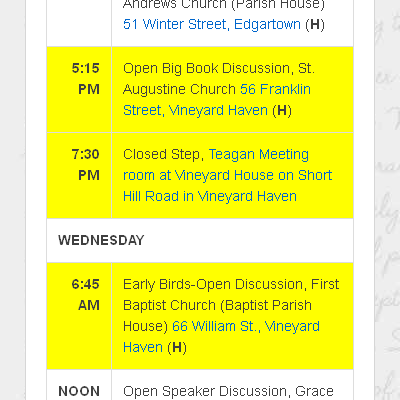 Andrews Church (Parish House)
51 Winter Street, Edgartown (H)
5:15 PM
Open Big Book Discussion, St.
Augustine Church 56 Franklin
Street, Vineyard Haven (H)
7:30 PM
Closed Step, Teagan Meeting
room at Vineyard House on Short
Hill Road in Vineyard Haven
WEDNESDAY
6:45 AM
Early Birds-Open Discussion, First
Baptist Church (Baptist Parish
House) 66 William St., Vineyard
Haven (H)
NOON
Open Speaker Discussion, Grace